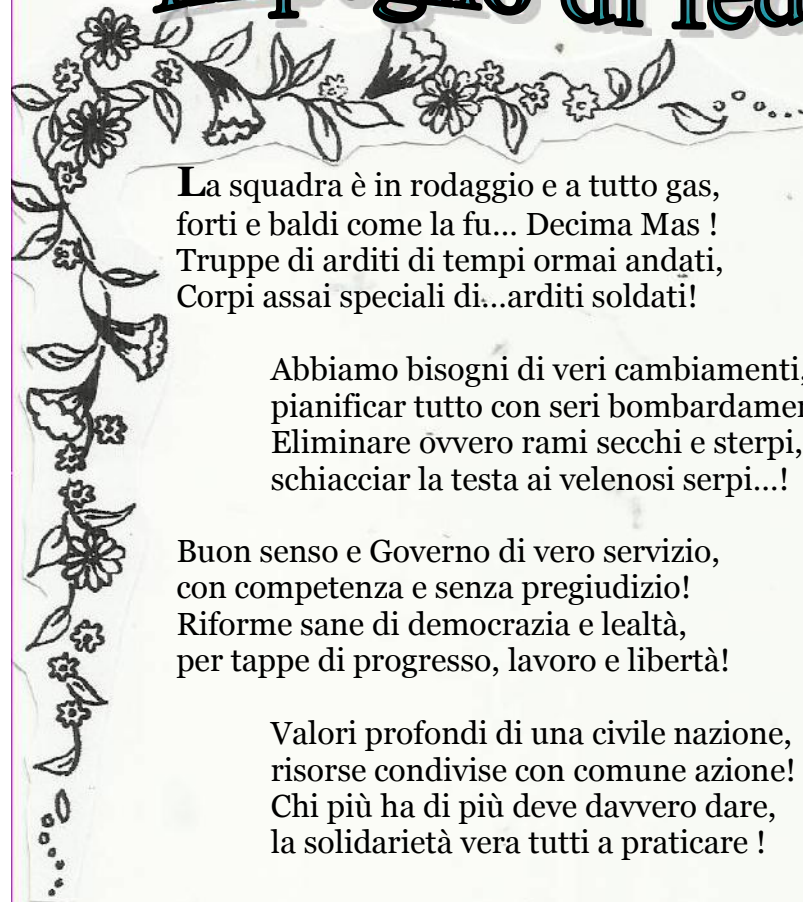 Impegno di
La squadra è in rodaggio e a tutto gas,
forti e baldi come la fu... Decima Mas !
Truppe di arditi di tempi ormai andati,
Corpi assai speciali di...arditi soldati!
Abbiamo bisogni di veri cambiamenti,
pianificar tutto con seri bombardamen
Eliminare ovvero rami secchi e sterpi,
schiacciar la testa ai velenosi serpi...!
Buon senso e Governo di vero servizio,
con competenza e senza pregiudizio!
Riforme sane di democrazia e lealtà,
per tappe di progresso, lavoro e libertà!
Valori profondi di una civile nazione,
risorse condivise con comune azione!
Chi più ha di più deve davvero dare,
la solidarietà vera tutti a praticare !